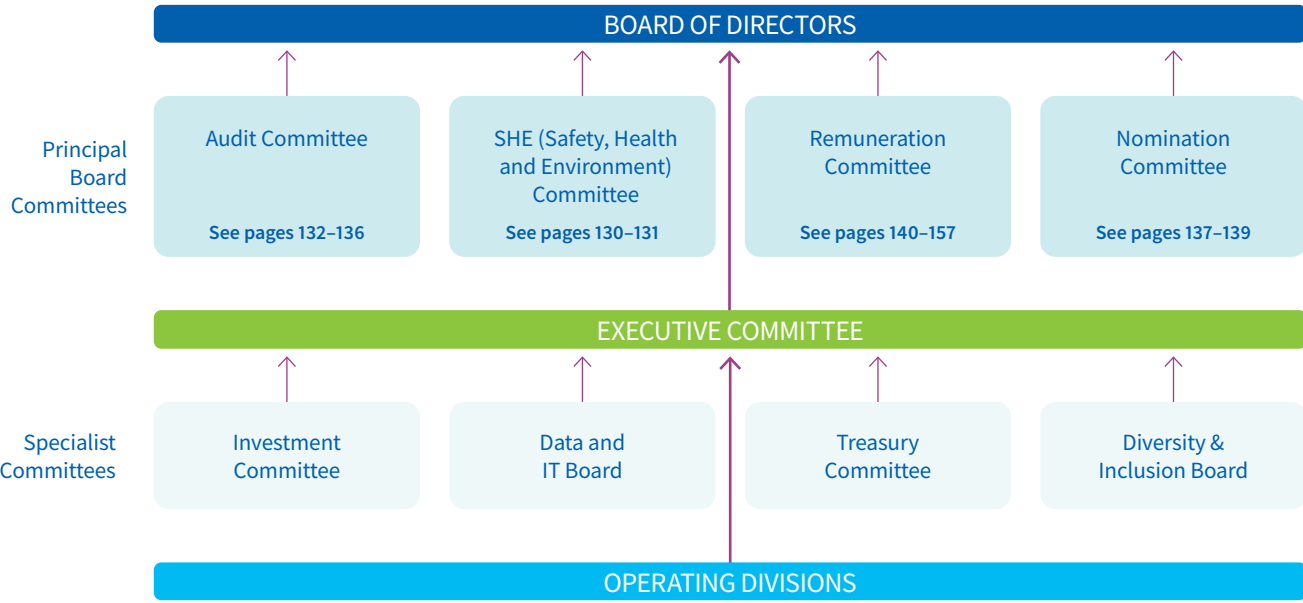 BOARD OF DIRECTORS
Principal
Board
Committees
Audit Committee
See pages 132–136
SHE (Safety, Health
and Environment)
Committee
See pages 130–131
Remuneration
Committee
See pages 140–157
Nomination
Committee
See pages 137–139
EXECUTIVE COMMITTEE
Specialist
Committees
Investment
Committee
Data and
IT Board
Treasury
Committee
Diversity &
Inclusion Board
OPERATING DIVISIONS